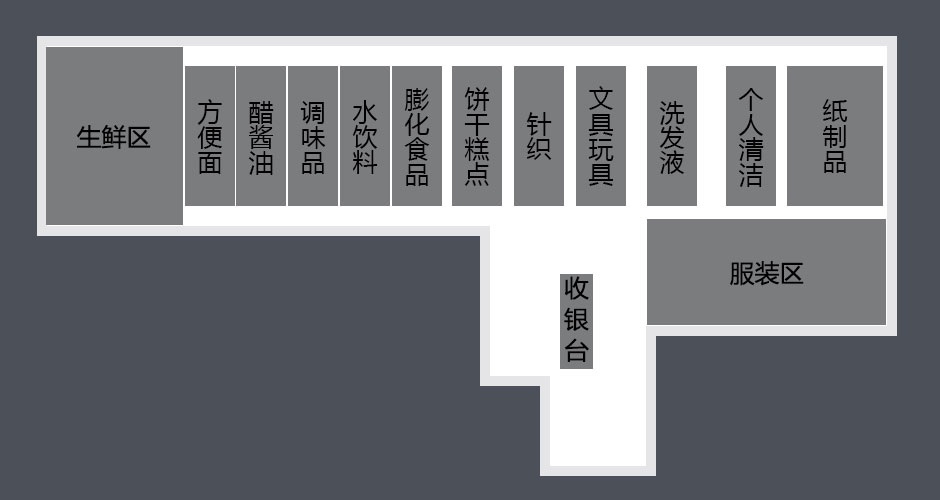 生鲜区
方便面
醋酱油
调味品
水饮料
膨化食品
饼干糕点
针织
文具玩具
洗发液
个人清洁
纸制品
服装区
收银台